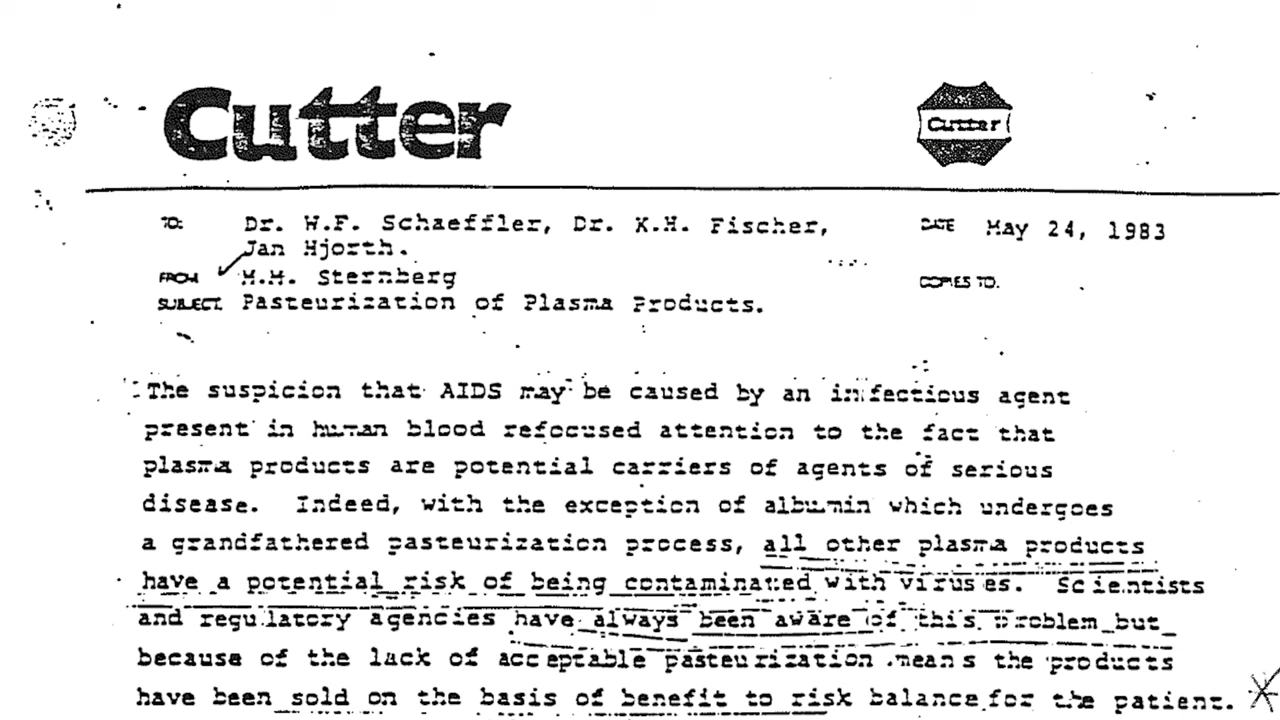 Cutter
Cutter
TO: Dr. W.F. Schaeffler, Dr. K.H. Fischer,
Jan Hjorth.
DATE May 24, 1983
FROM M.M. Sternberg
COPIES TO.
SUBJECT Pasteurization of Plasma Products.
The suspicion that AIDS may be caused by an infectious agent
present in human blood refocused attention to the fact that
plasma products are potential carriers of agents of serious
disease. Indeed, with the exception of albumin which undergoes
a grandfathered pasteurization process, all other plasma products
have a potential risk of being contaminated with viruses. Scientists
and regulatory agencies have always been aware of this problem but
because of the lack of acceptable pasteurization means the products
have been sold on the basis of benefit to risk balance for the patient.